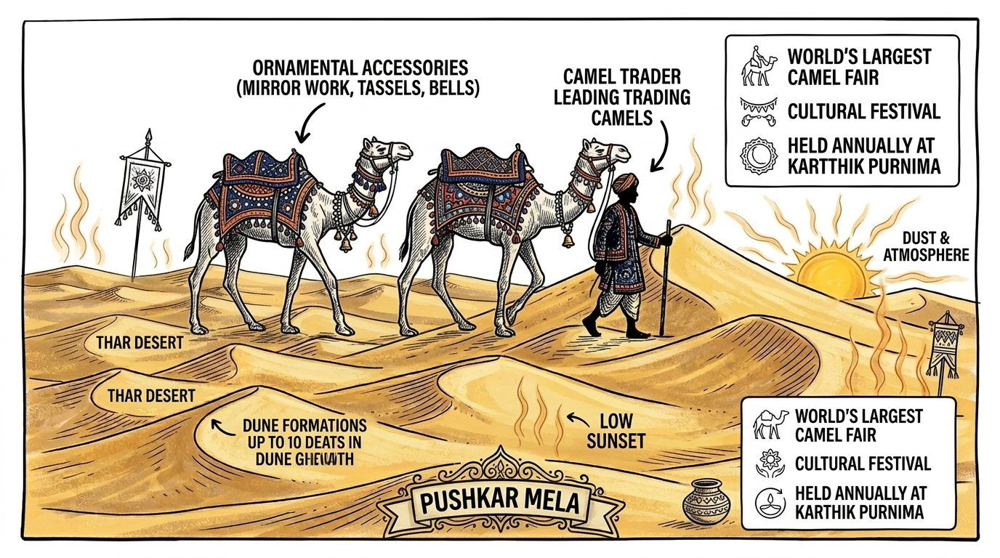 ORNAMENTAL ACCESSORIES
(MIRROR WORK, TASSELS, BELLS)
CAMEL TRADER
LEADING TRADING
CAMELS
WORLD'S LARGEST
CAMEL FAIR
CULTURAL FESTIVAL
HELD ANNUALLY AT
KARTTHIK PURNIMA
DUST &
ATMOSPHERE
THAR DESERT
THAR DESERT
DUNE FORMATIONS
UP TO 10 DEATS IN
DUNE
LOW
SUNSET
PUSHKAR MELA
WORLD'S LARGEST
CAMEL FAIR
CULTURAL FESTIVAL
HELD ANNUALLY AT
KARTHIK PURNIMA